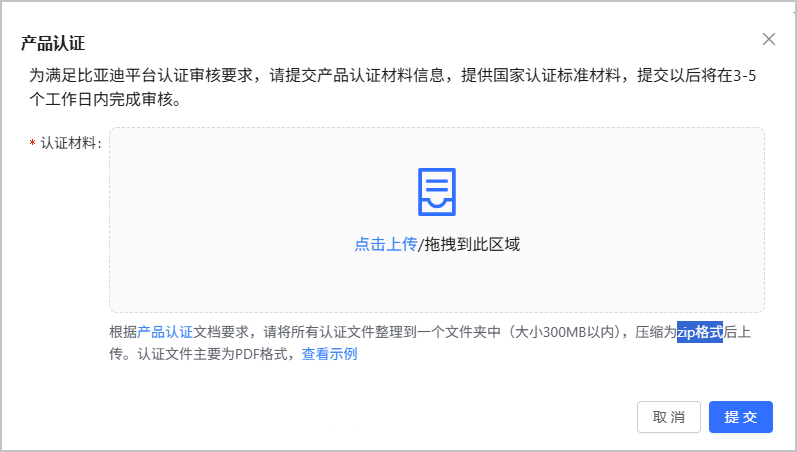 产品认证
为满足比亚迪平台认证审核要求，请提交产品认证材料信息，提供国家认证标准材料，提交以后将在3-5
个工作日内完成审核。
* 认证材料：
点击上传/拖拽到此区域
根据产品认证文档要求，请将所有认证文件整理到一个文件夹中（大小300MB以内），压缩为zip格式后上
传。认证文件主要为PDF格式，查看示例
取 消
提 交